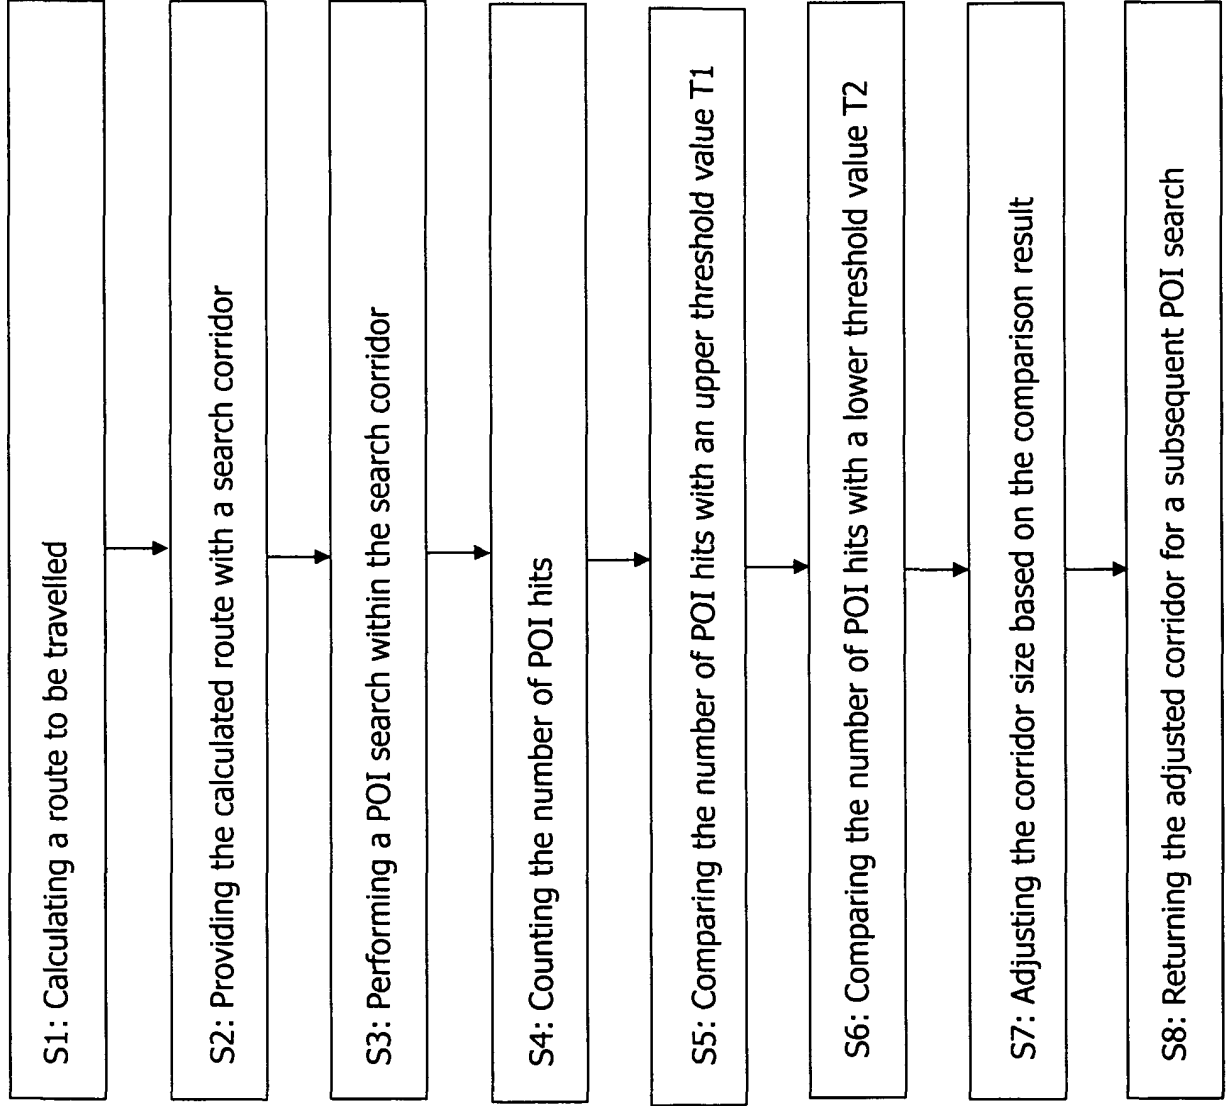 S1: Calculating a route to be travelled
S2: Providing the calculated route with a search corridor
S3: Performing a POI search within the search corridor
S4: Counting the number of POI hits
S5: Comparing the number of POI hits with an upper threshold value T1
S6: Comparing the number of POI hits with a lower threshold value T2
S7: Adjusting the corridor size based on the comparison result
S8: Returning the adjusted corridor for a subsequent POI search